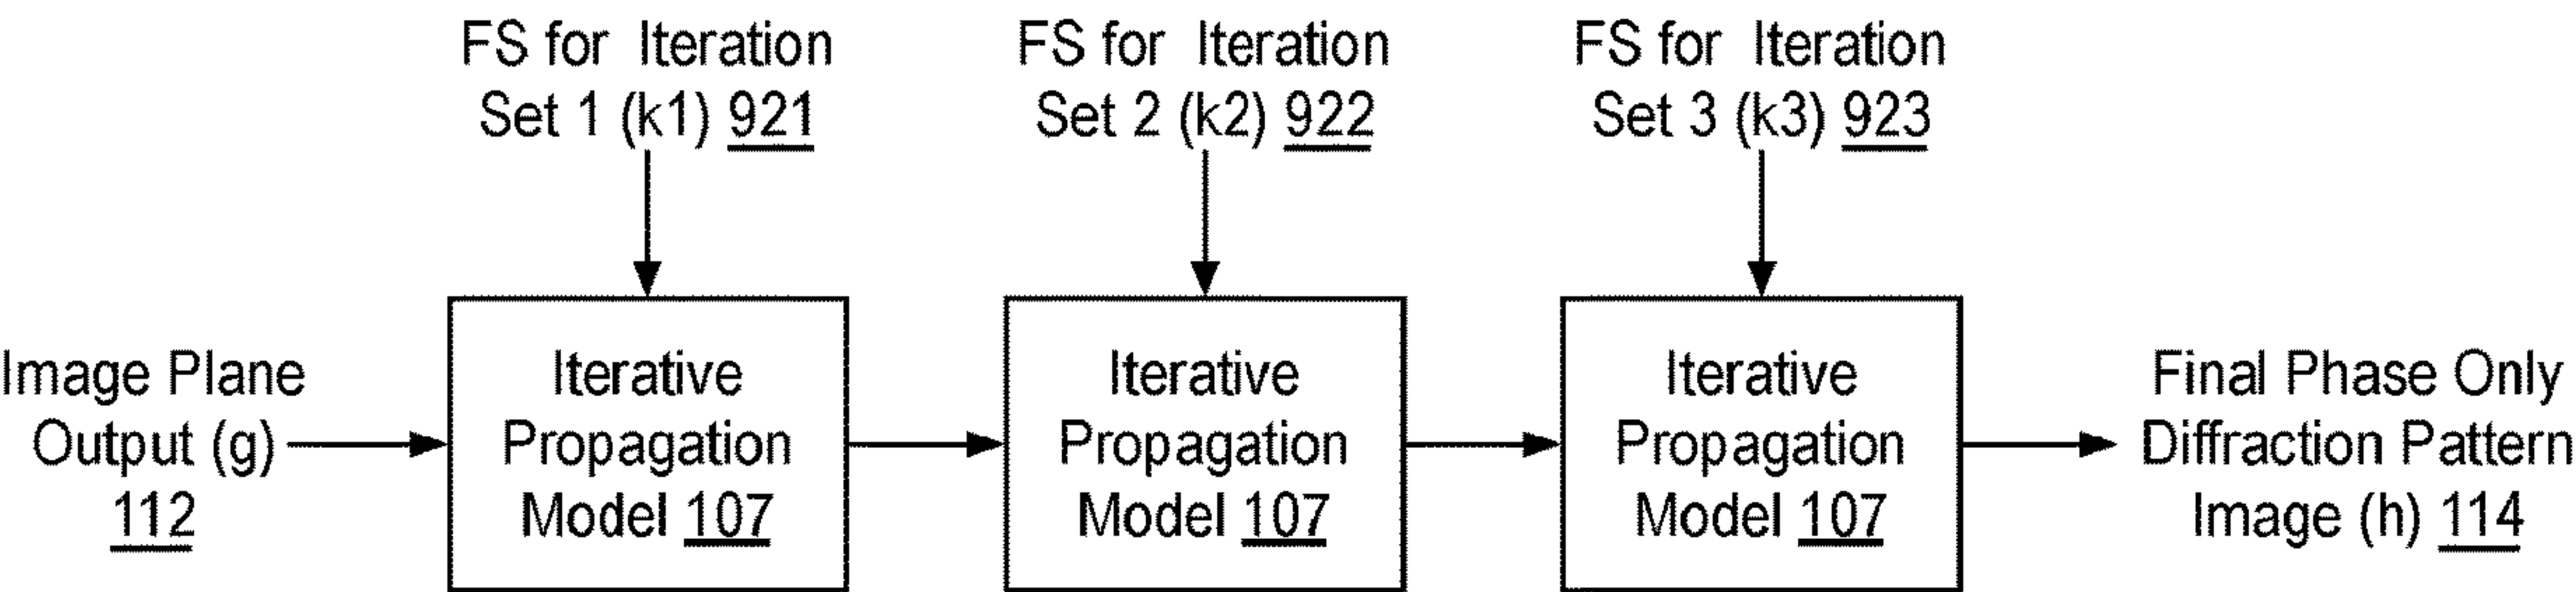 FS for Iteration
Set 1 (k1) 921
FS for Iteration
Set 2 (k2) 922
FS for Iteration
Set 3 (k3) 923
Image Plane
Output (g)
112
Iterative
Propagation
Model 107
Iterative
Propagation
Model 107
Iterative
Propagation
Model 107
Final Phase Only
Diffraction Pattern
Image (h) 114